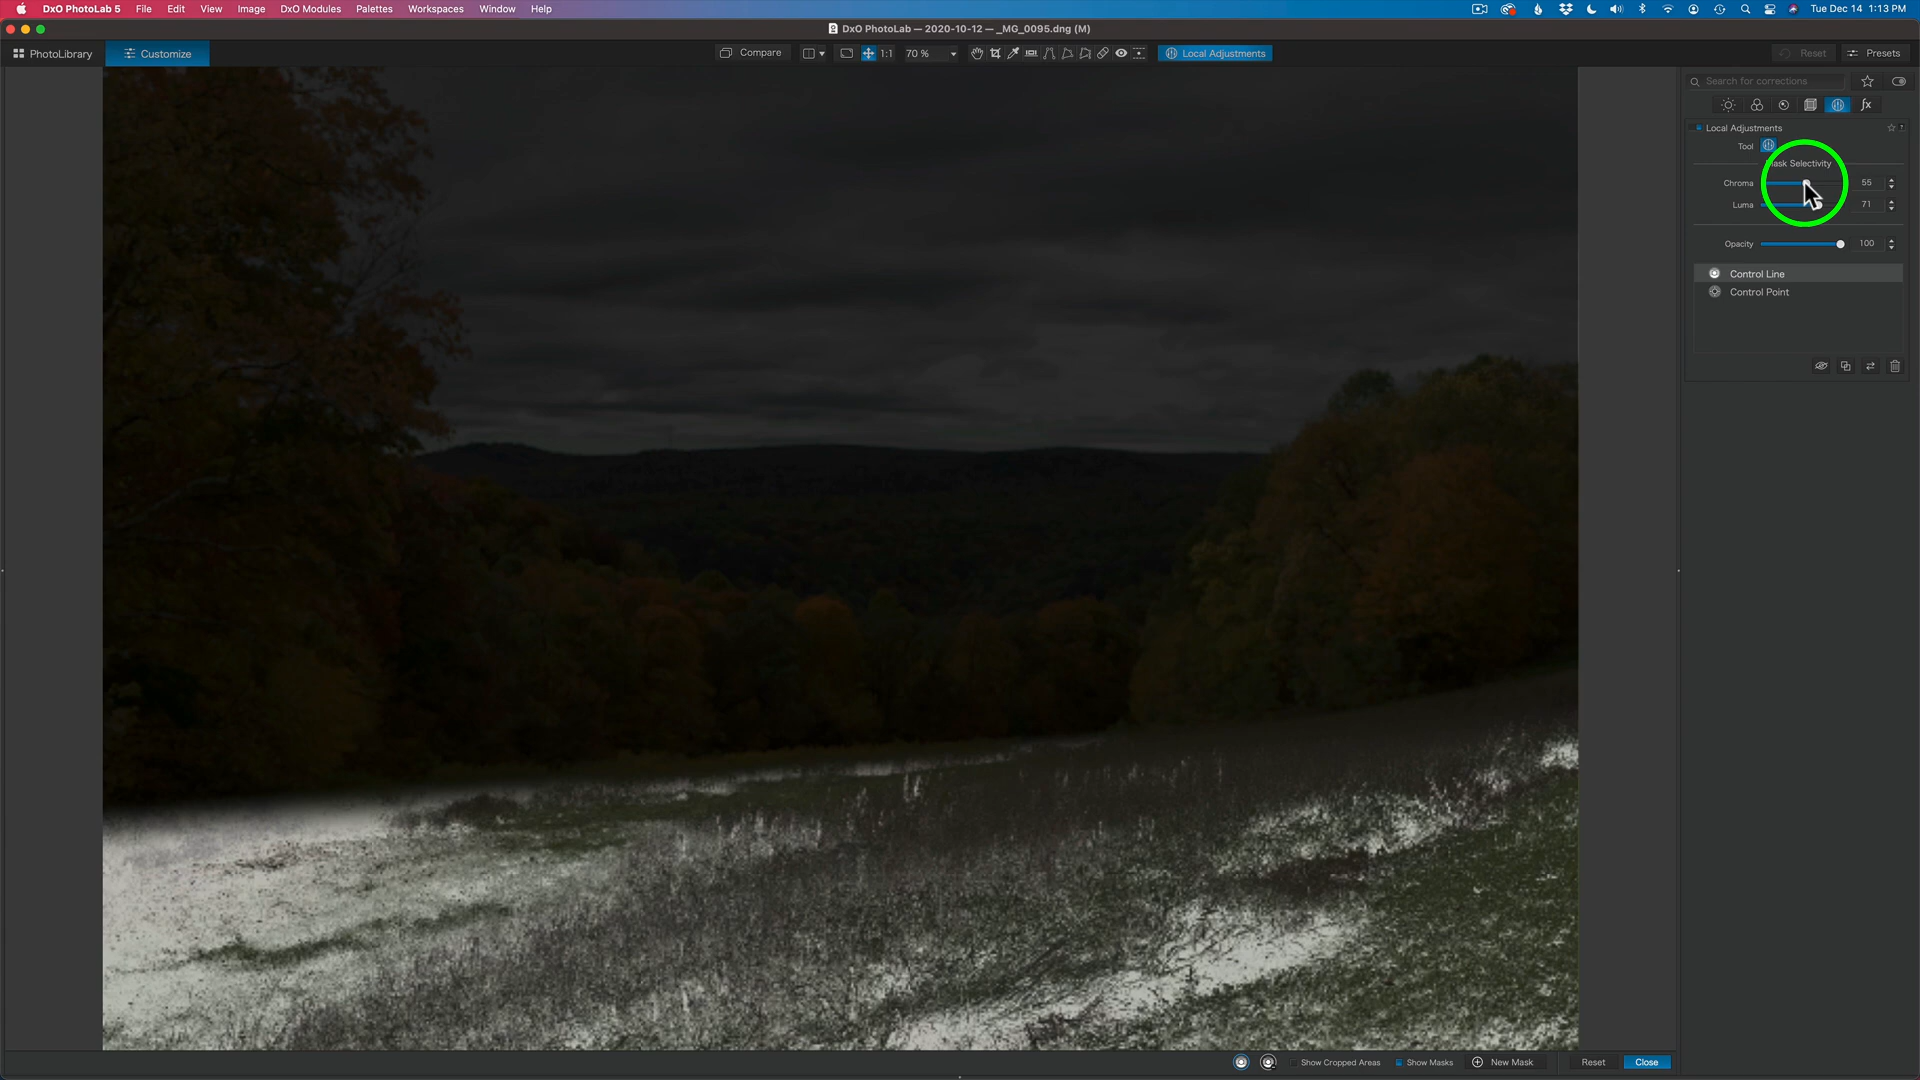 DxO PhotoLab 5 File Edit View Image DxO Modules Palettes Workspaces Window Help Tue Dec 14 1:13 PM
DxO PhotoLab — 2020-10-12 — _MG_0095.dng (M)
PhotoLibrary Customize Compare 1:1 70 % Local Adjustments Reset Presets
Search for corrections
fx
Local Adjustments
Tool
Mask Selectivity
Chroma 55
Luma 71
Opacity 100
Control Line
Control Point
Show Cropped Areas Show Masks New Mask Reset Close